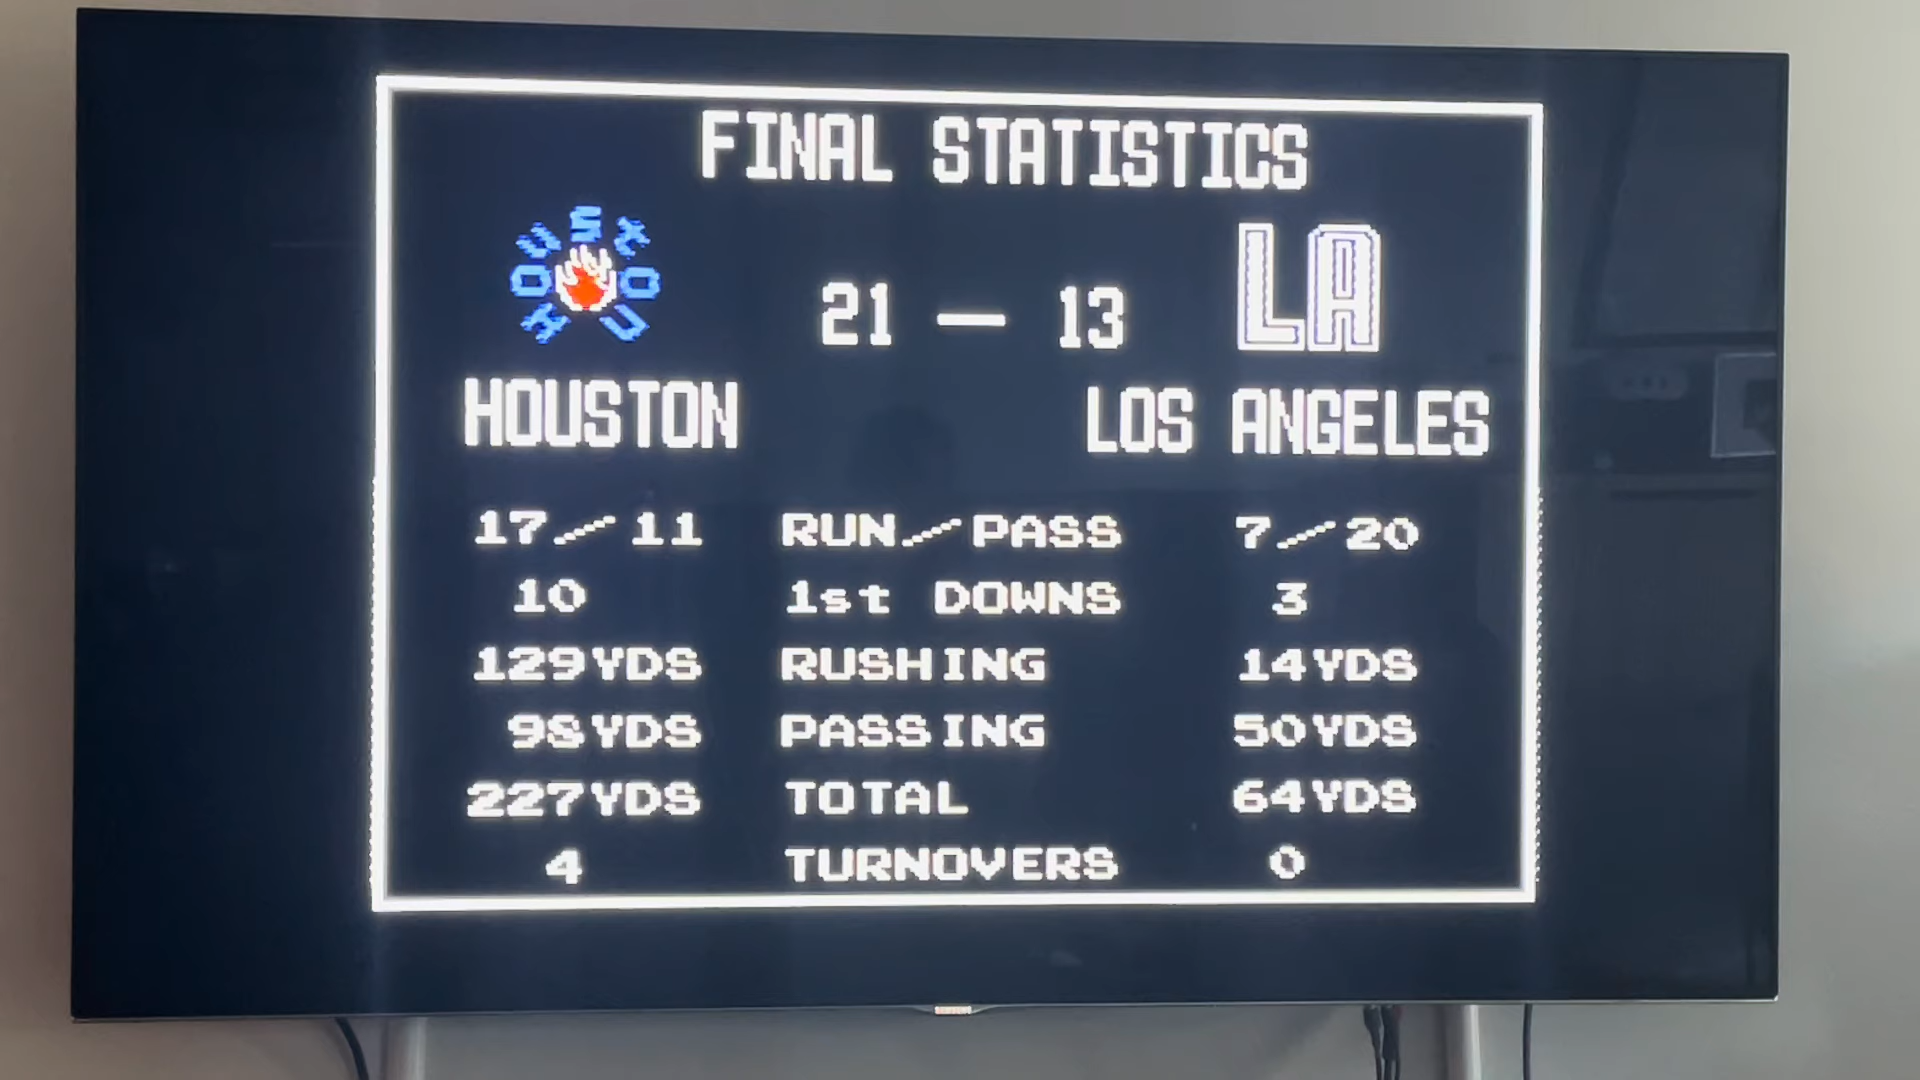 FINAL STATISTICS
HOUSTON
21 — 13
LA
HOUSTON LOS ANGELES
17/11 RUN/PASS 7/20
10 1st DOWNS 3
129YDS RUSHING 14YDS
98YDS PASSING 50YDS
227YDS TOTAL 64YDS
4 TURNOVERS 0